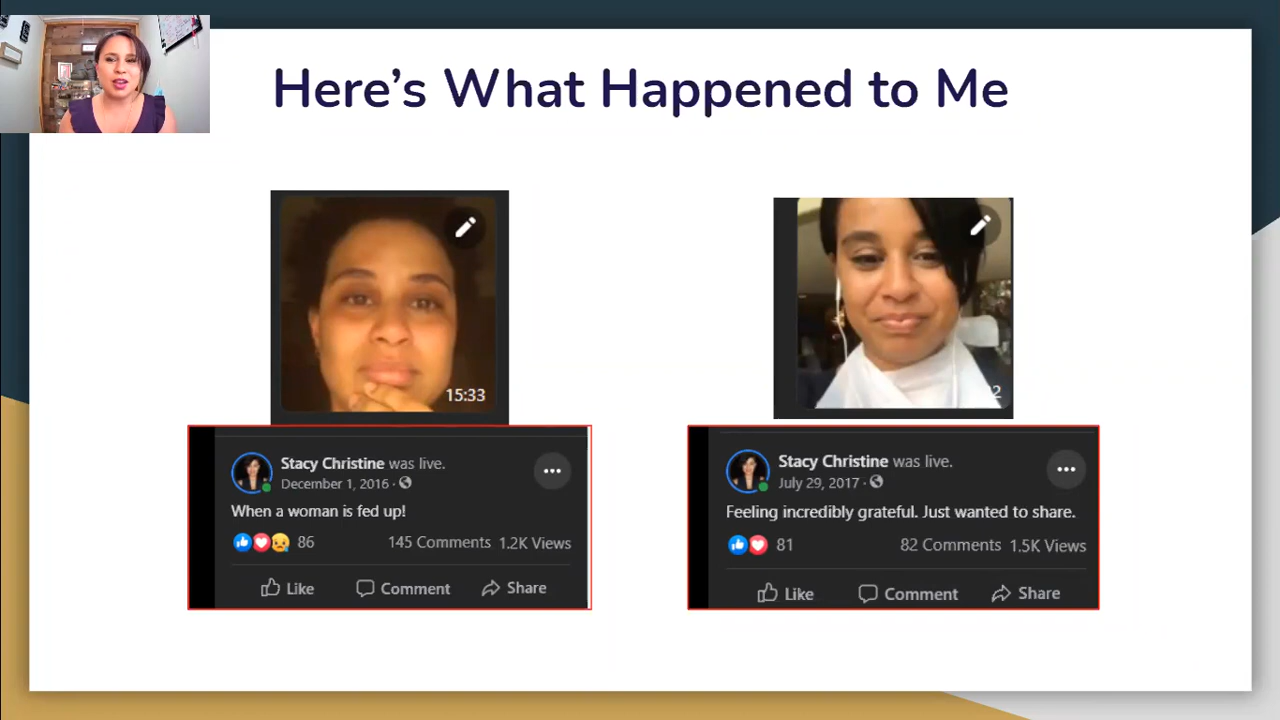 Here's What Happened to Me
15:33
Stacy Christine was live.
December 1, 2016 ·
When a woman is fed up!
86 145 Comments 1.2K Views
Like Comment Share
Stacy Christine was live.
July 29, 2017 ·
Feeling incredibly grateful. Just wanted to share.
81 82 Comments 1.5K Views
Like Comment Share